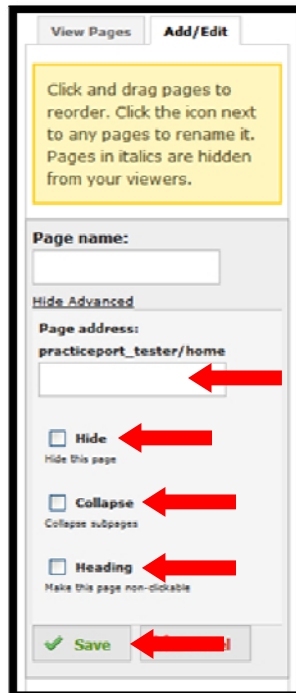 View Pages Add/Edit
Click and drag pages to
reorder. Click the icon next
to any pages to rename it.
Pages in italics are hidden
from your viewers.
Page name:
Hide Advanced
Page address:
practiceport_tester/home
Hide
Hide this page
Collapse
Collapse subpages
Heading
Make this page non-clickable
Save